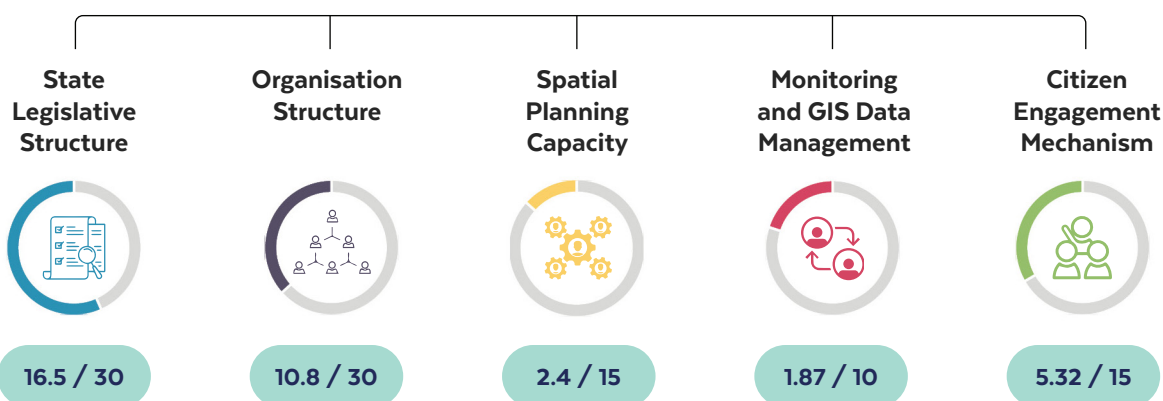 State
Legislative
Structure
Organisation
Structure
Spatial
Planning
Capacity
Monitoring
and GIS Data
Management
Citizen
Engagement
Mechanism
16.5 / 30
10.8 / 30
2.4 / 15
1.87 / 10
5.32 / 15